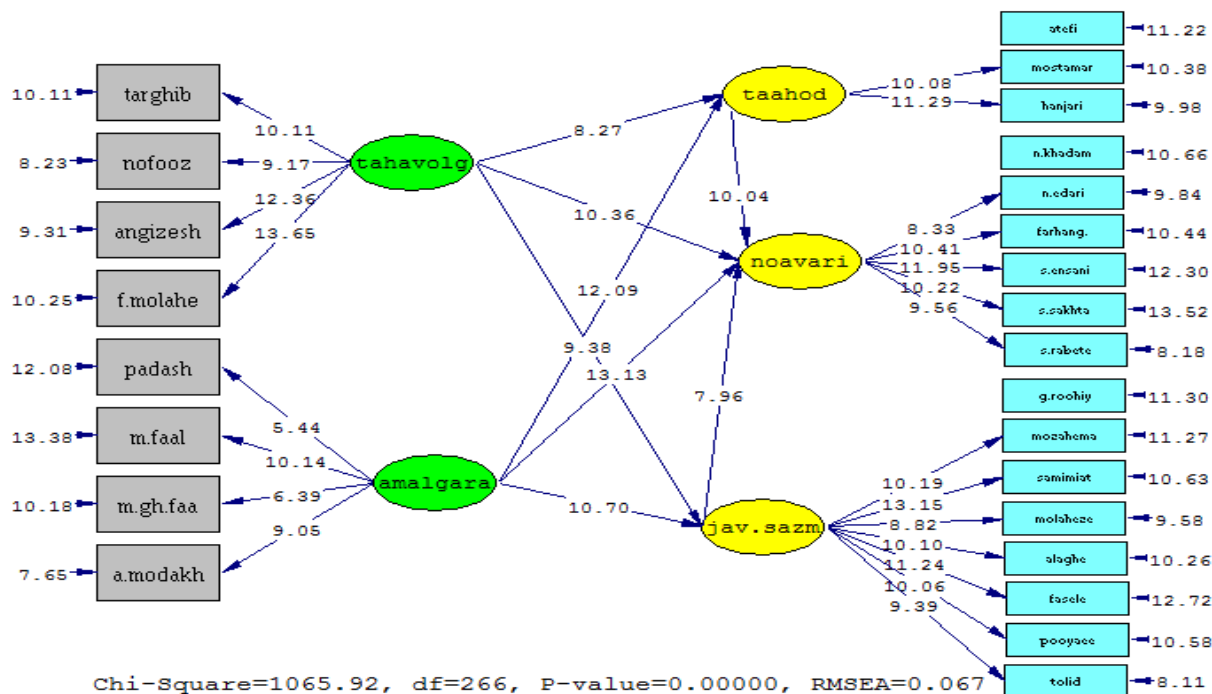 10.11 targhib
8.23 nofooz
9.31 angizesh
10.25 f.molahe
12.08 padash
13.38 m.faal
10.18 m.gh.faa
7.65 a.modakh
10.11
9.17
12.36
13.65
tahavolg
5.44
10.14
6.39
9.05
amalgara
8.27
10.36
9.38
12.09
13.13
10.70
taahod
10.04
noavari
7.96
jav.sazm
10.08
11.29
8.33
10.41
11.95
10.22
9.56
10.19
13.15
8.82
10.10
11.24
10.06
9.39
atefi 11.22
mostamar 10.38
hanjari 9.98
n.khadam 10.66
n.edari 9.84
farhang. 10.44
s.ensani 12.30
s.sakhta 13.52
s.rabete 8.18
g.roohiy 11.30
mozahema 11.27
samimiat 10.63
molaheze 9.58
alaghe 10.26
fasele 12.72
pooyaee 10.58
tolid 8.11
Chi-Square=1065.92, df=266, P-value=0.00000, RMSEA=0.067